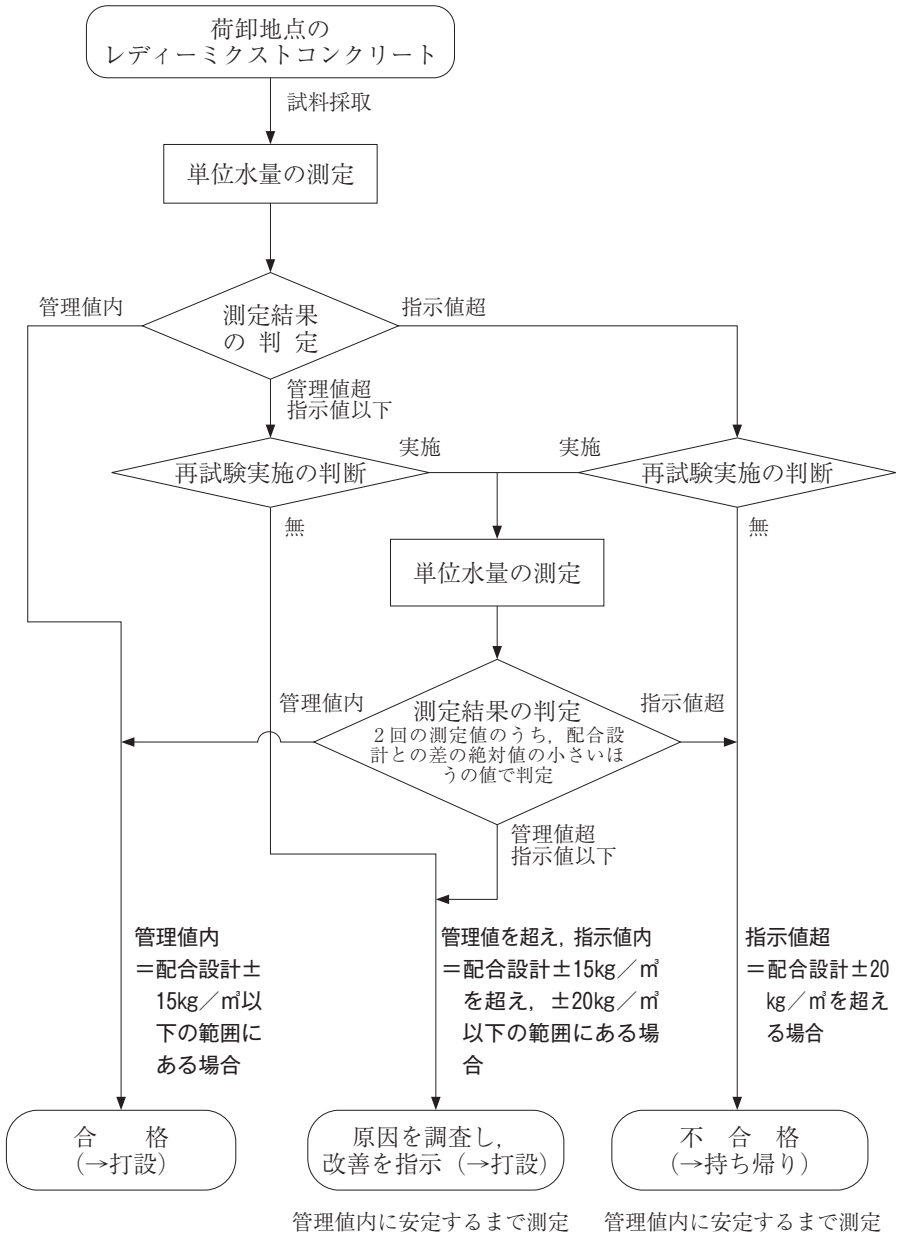 荷卸地点の
レディーミクストコンクリート
試料採取
単位水量の測定
管理値内
測定結果
の 判 定
指示値超
管理値超
指示値以下
再試験実施の判断
実施
実施
再試験実施の判断
無
無
単位水量の測定
管理値内
測定結果の判定
2回の測定値のうち，配合設
計との差の絶対値の小さいほ
うの値で判定
指示値超
管理値超
指示値以下
管理値内
＝配合設計±
15kg／㎥以
下の範囲に
ある場合
管理値を超え，指示値内
＝配合設計±15kg／㎥
を超え，±20kg／㎥
以下の範囲にある場
合
指示値超
＝配合設計±20
kg／㎥を超え
る場合
合　　格
（→打設）
原因を調査し，
改善を指示（→打設）
不　合　格
（→持ち帰り）
管理値内に安定するまで測定
管理値内に安定するまで測定